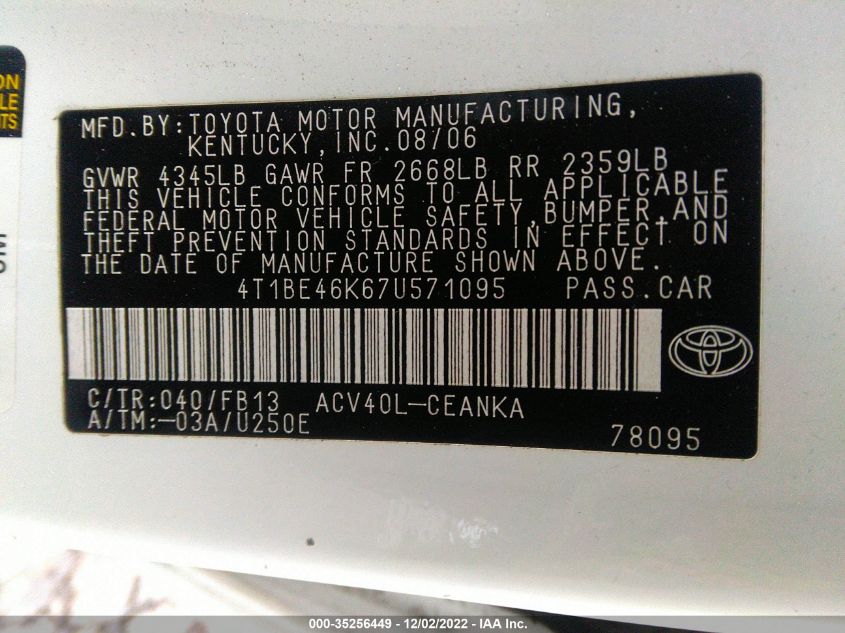 ON
LE
TS
MFD.BY:TOYOTA MOTOR MANUFACTURING,
KENTUCKY,INC.08/06
GVWR 4345LB GAWR FR 2668LB RR 2359LB
THIS VEHICLE CONFORMS TO ALL APPLICABLE
FEDERAL MOTOR VEHICLE SAFETY,BUMPER,AND
THEFT PREVENTION STANDARDS IN EFFECT ON
THE DATE OF MANUFACTURE SHOWN ABOVE.
4T1BE46K67U571095 PASS.CAR
C/TR:040/FB13 ACV40L-CEANKA
A/TM:-03A/U250E
78095
000-35256449 - 12/02/2022 - IAA Inc.